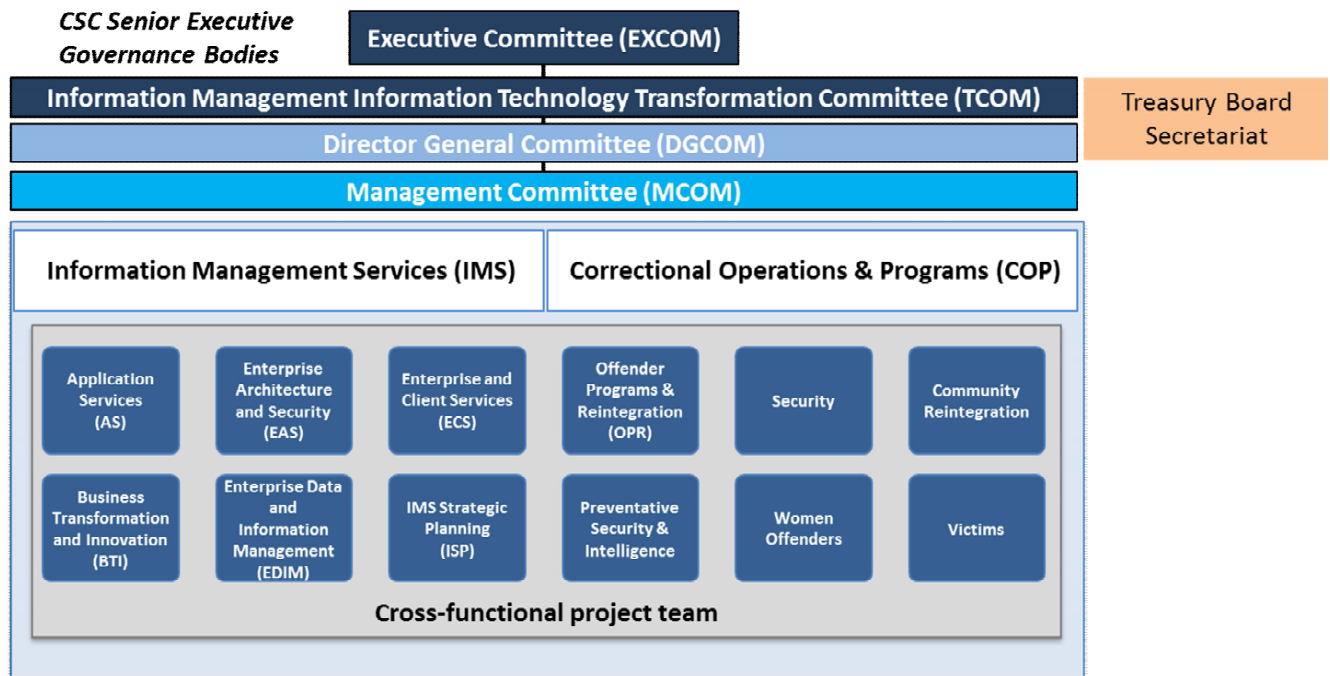 CSC Senior Executive
Governance Bodies
Executive Committee (EXCOM)
Information Management Information Technology Transformation Committee (TCOM)
Treasury Board
Secretariat
Director General Committee (DGCOM)
Management Committee (MCOM)
Information Management Services (IMS)
Correctional Operations & Programs (COP)
Application
Services
(AS)
Enterprise
Architecture
and Security
(EAS)
Enterprise and
Client Services
(ECS)
Offender
Programs &
Reintegration
(OPR)
Security
Community
Reintegration
Business
Transformation
and Innovation
(BTI)
Enterprise Data
and
Information
Management
(EDIM)
IMS Strategic
Planning
(ISP)
Preventative
Security &
Intelligence
Women
Offenders
Victims
Cross-functional project team